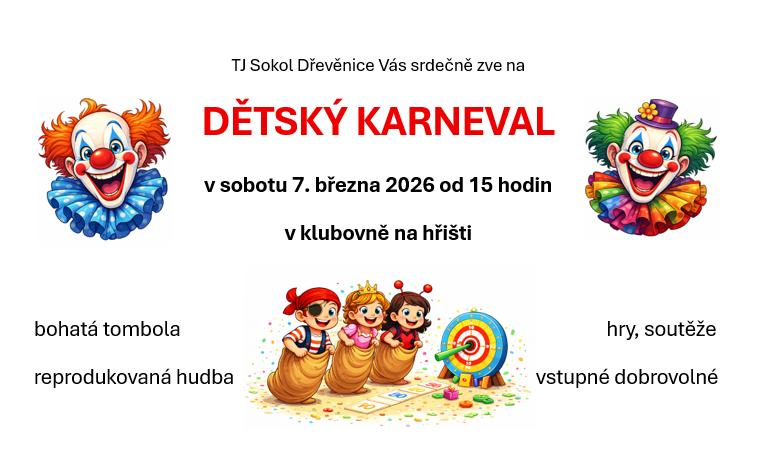 TJ Sokol Dřevěnice Vás srdečně zve na
DĚTSKÝ KARNEVAL
v sobotu 7. března 2026 od 15 hodin
v klubovně na hřišti
bohatá tombola
hry, soutěže
reprodukovaná hudba
vstupné dobrovolné